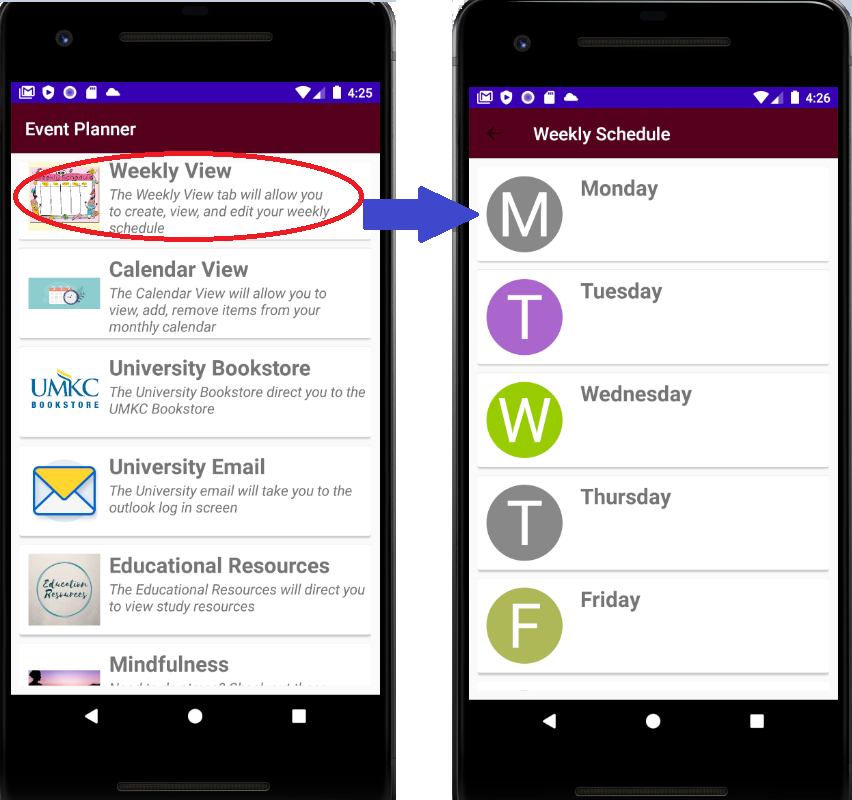 4:25
Event Planner
Weekly View
The Weekly View tab will allow you
to create, view, and edit your weekly
schedule
Calendar View
The Calendar View will allow you to
view, add, remove items from your
monthly calendar
UMKC
BOOKSTORE
University Bookstore
The University Bookstore direct you to the
UMKC Bookstore
University Email
The University email will take you to the
outlook log in screen
Education
Resources
Educational Resources
The Educational Resources will direct you
to view study resources
Mindfulness
4:26
Weekly Schedule
M
Monday
T
Tuesday
W
Wednesday
T
Thursday
F
Friday